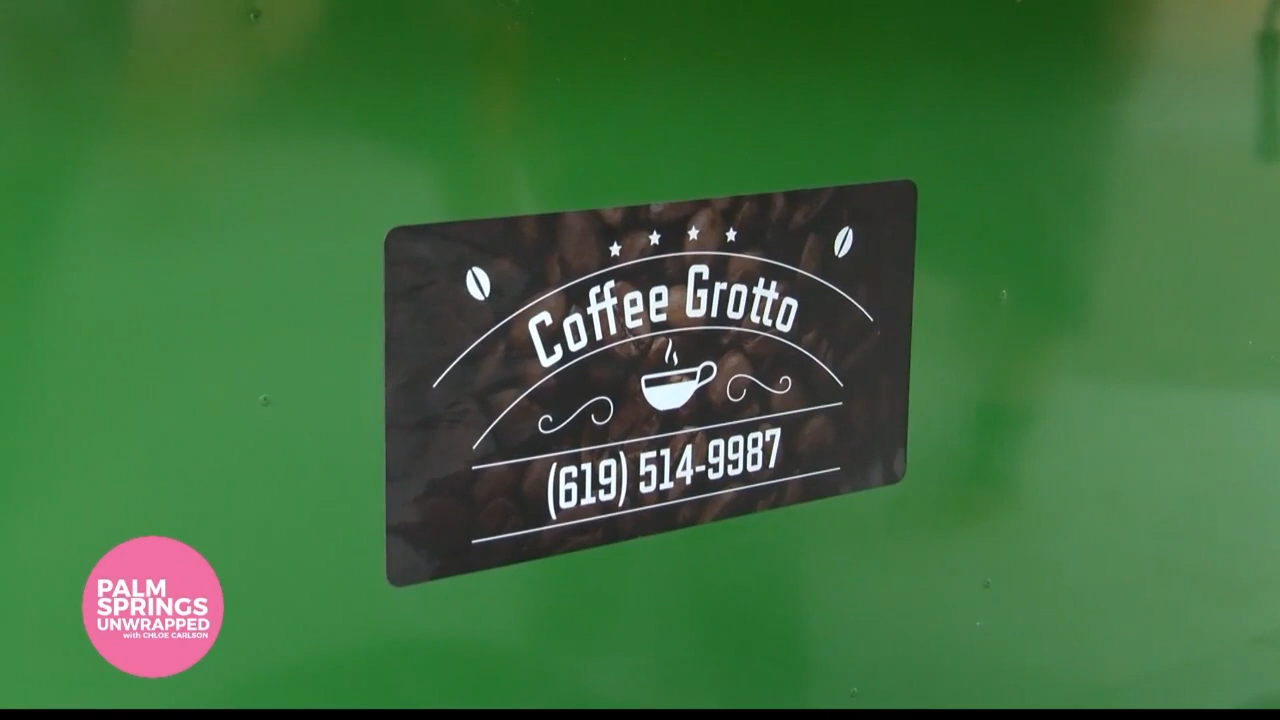 Coffee Grotto
(619) 514-9987
PALM
SPRINGS
UNWRAPPED
with CHLOE CARLSON